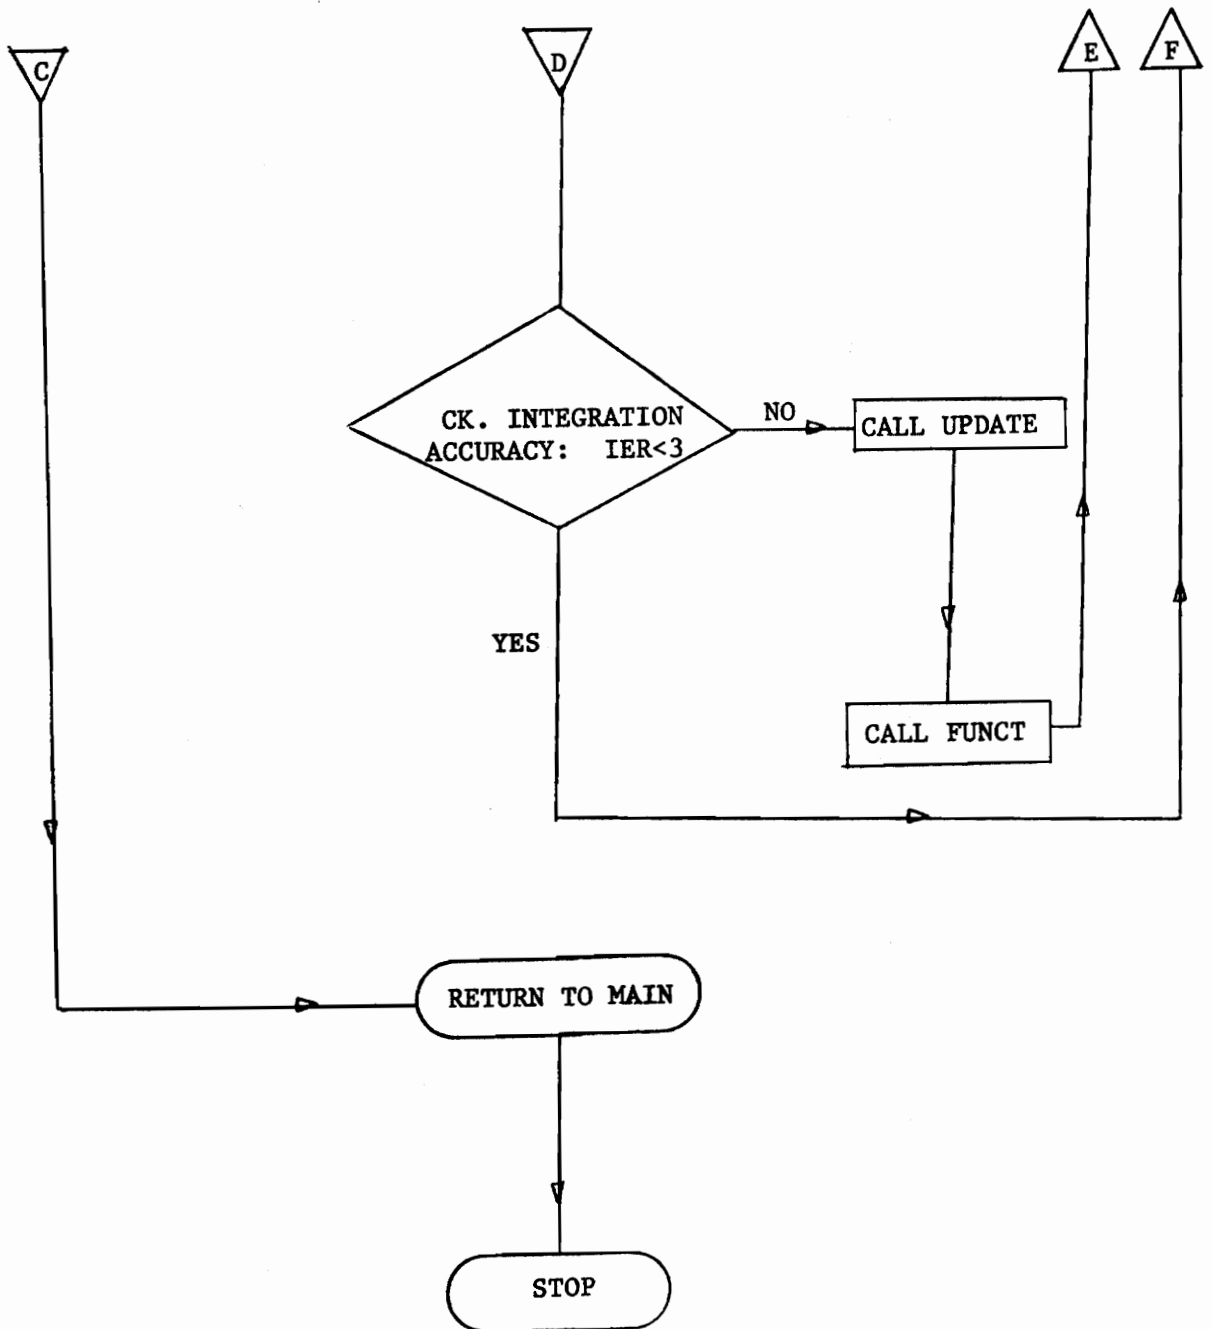 C
D
E
F
CK. INTEGRATION
ACCURACY: IER<3
NO
CALL UPDATE
YES
CALL FUNCT
RETURN TO MAIN
STOP